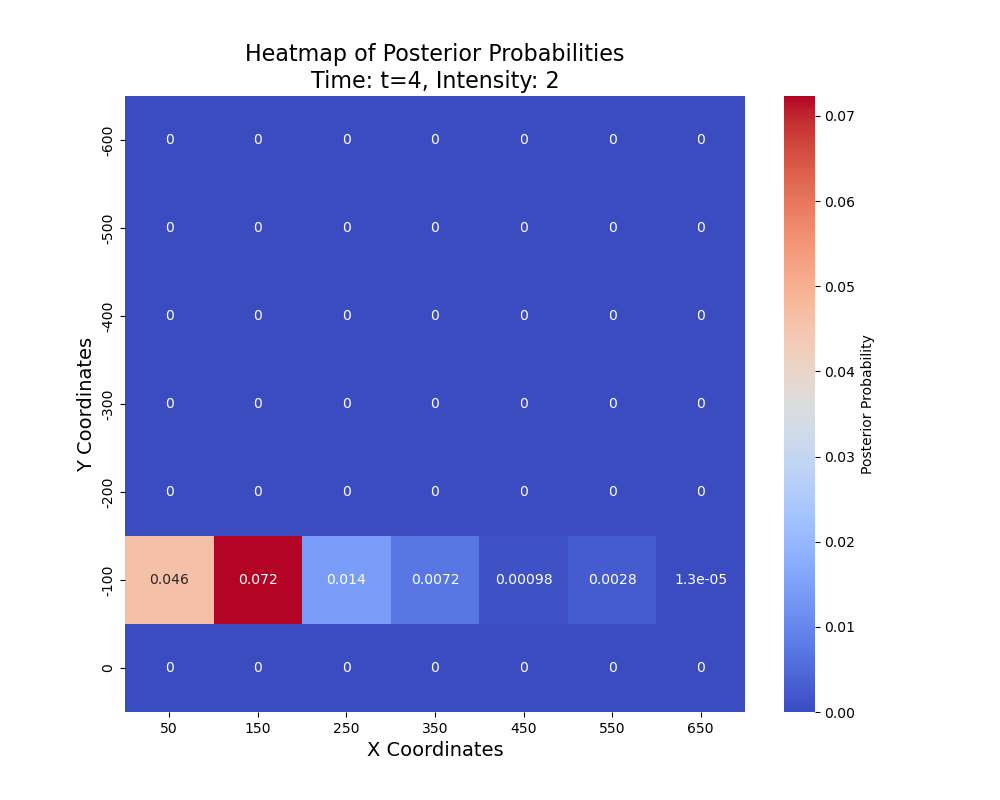 Heatmap of Posterior Probabilities
Time: t=4, Intensity: 2
Y Coordinates
-600 0 0 0 0 0 0 0
-500 0 0 0 0 0 0 0
-400 0 0 0 0 0 0 0
-300 0 0 0 0 0 0 0
-200 0 0 0 0 0 0 0
-100 0.046 0.072 0.014 0.0072 0.00098 0.0028 1.3e-05
0 0 0 0 0 0 0 0
50 150 250 350 450 550 650
X Coordinates
0.07
0.06
0.05
0.04
0.03
0.02
0.01
0.00
Posterior Probability